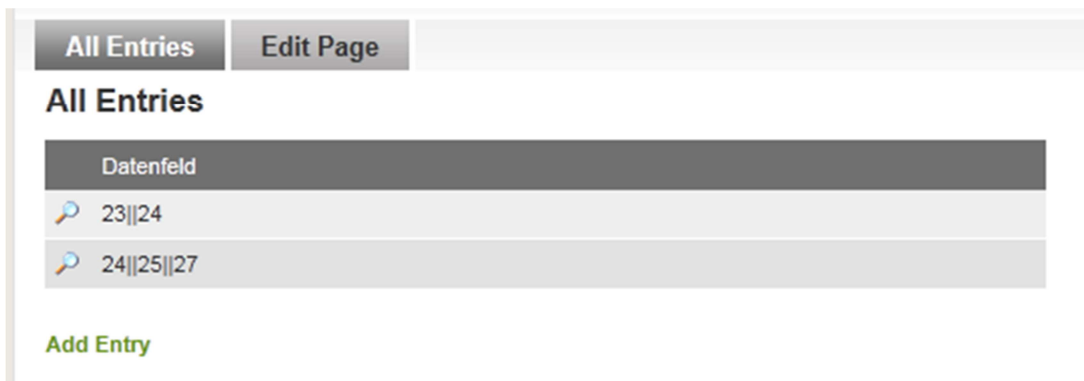 All Entries Edit Page
All Entries
Datenfeld
23||24
24||25||27
Add Entry